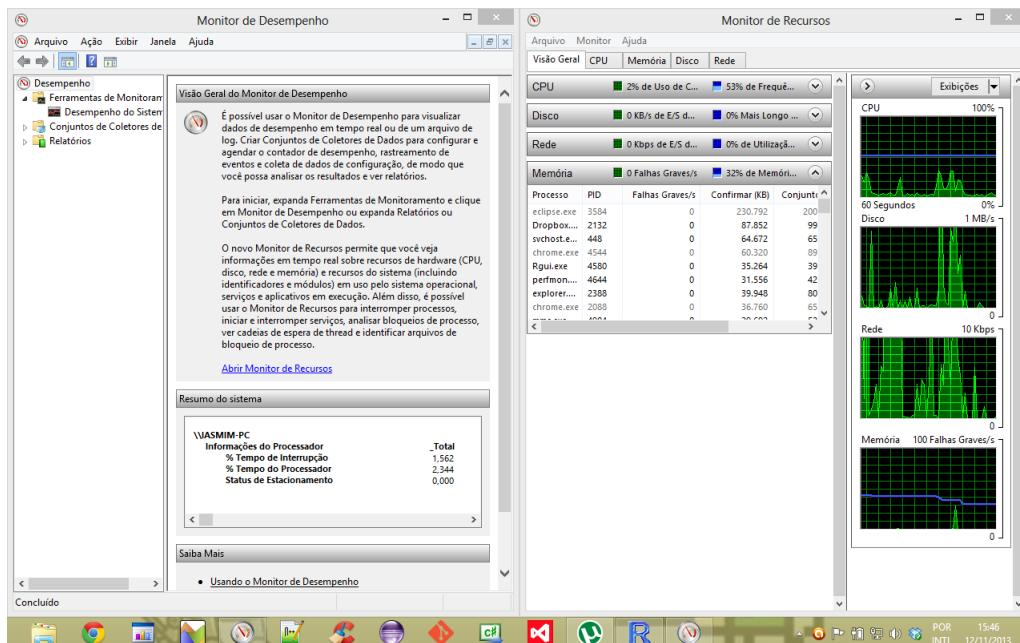 Monitor de Desempenho
Arquivo Ação Exibir Janela Ajuda
Desempenho
Ferramentas de Monitoram
Desempenho do Sistem
Conjuntos de Coletores de
Relatórios
Visão Geral do Monitor de Desempenho
É possível usar o Monitor de Desempenho para visualizar
dados de desempenho em tempo real ou de um arquivo de
log. Criar Conjuntos de Coletores de Dados para configurar e
agendar o contador de desempenho, rastreamento de
eventos e coleta de dados de configuração, de modo que
você possa analisar os resultados e ver relatórios.
Para iniciar, expanda Ferramentas de Monitoramento e clique
em Monitor de Desempenho ou expanda Relatórios ou
Conjuntos de Coletores de Dados.
O novo Monitor de Recursos permite que você veja
informações em tempo real sobre recursos de hardware (CPU,
disco, rede e memória) e recursos do sistema (incluindo
identificadores e módulos) em uso pelo sistema operacional,
serviços e aplicativos em execução. Além disso, é possível
usar o Monitor de Recursos para interromper processos,
iniciar e interromper serviços, analisar bloqueios de processo,
ver cadeias de espera de thread e identificar arquivos de
bloqueio de processo.
Abrir Monitor de Recursos
Resumo do sistema
\\IASMIM-PC
Informações do Processador _Total
% Tempo de Interrupção 1,562
% Tempo do Processador 2,344
Status de Estacionamento 0,000
Saiba Mais
Usando o Monitor de Desempenho
Concluído
Monitor de Recursos
Arquivo Monitor Ajuda
Visão Geral CPU Memória Disco Rede
CPU 2% de Uso de C... 53% de Frequê...
Disco 0 KB/s de E/S d... 0% Mais Longo ...
Rede 0 Kbps de E/S d... 0% de Utilizaçã...
Memória 0 Falhas Graves/s 32% de Memóri...
Processo PID Falhas Graves/s Confirmar (KB) Conjunto
eclipse.exe 3584 0 230.792 200
Dropbox.... 2132 0 87.852 99
svchost.e... 448 0 64.672 65
chrome.exe 4544 0 60.320 89
Rgui.exe 4580 0 35.264 39
perfmon.... 4644 0 31.556 42
explorer.... 2388 0 39.948 80
chrome.exe 2088 0 36.760 65
Exibições
CPU 100%
60 Segundos 0%
Disco 1 MB/s
0
Rede 10 Kbps
0
Memória 100 Falhas Graves/s
0
POR 15:46
INTL 12/11/2013